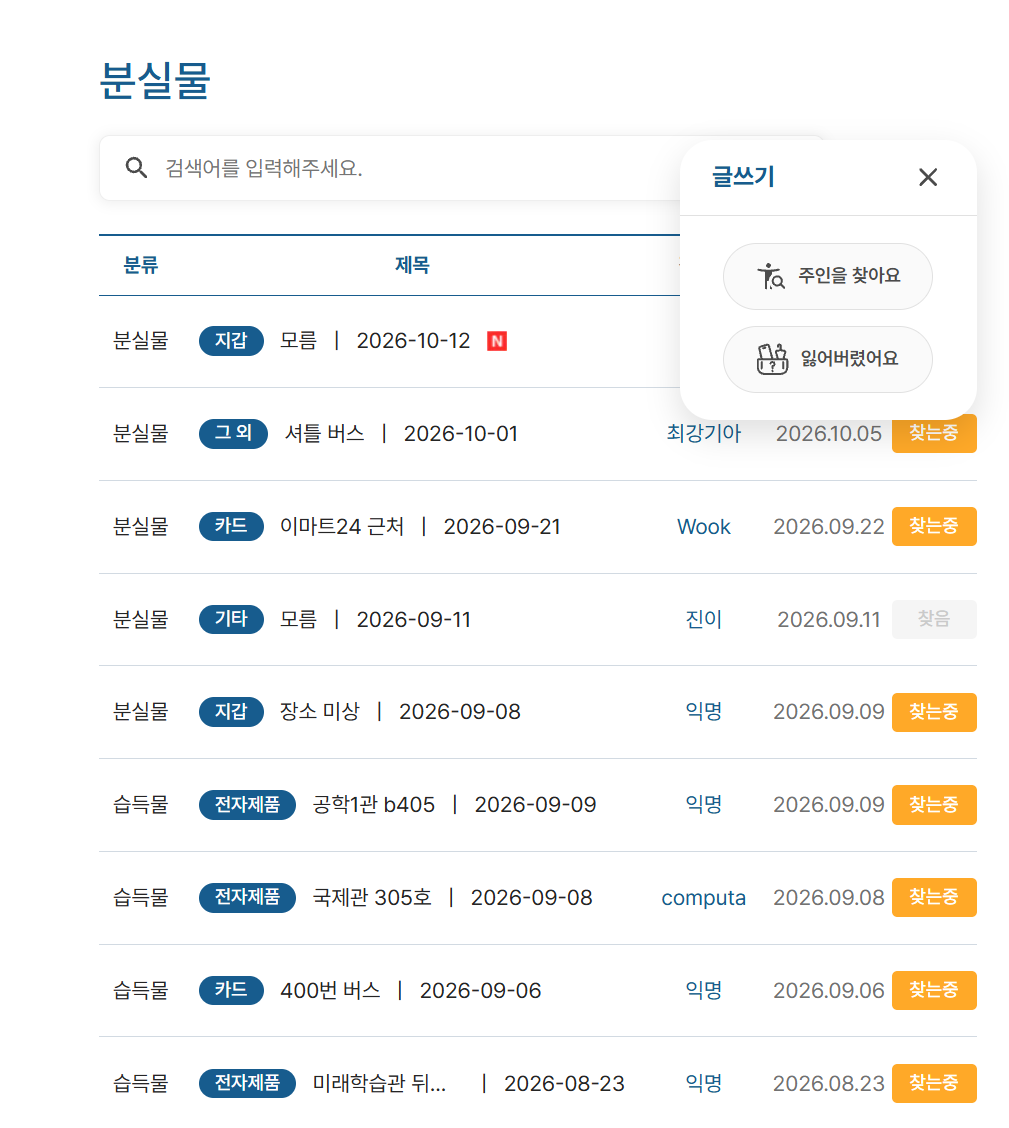 분실물
검색어를 입력해주세요.
글쓰기
주인을 찾아요
잃어버렸어요
분류 제목
분실물 지갑 모름 | 2026-10-12 N
분실물 그 외 셔틀 버스 | 2026-10-01 최강기아 2026.10.05 찾는중
분실물 카드 이마트24 근처 | 2026-09-21 Wook 2026.09.22 찾는중
분실물 기타 모름 | 2026-09-11 진이 2026.09.11 찾음
분실물 지갑 장소 미상 | 2026-09-08 익명 2026.09.09 찾는중
습득물 전자제품 공학1관 b405 | 2026-09-09 익명 2026.09.09 찾는중
습득물 전자제품 국제관 305호 | 2026-09-08 computa 2026.09.08 찾는중
습득물 카드 400번 버스 | 2026-09-06 익명 2026.09.06 찾는중
습득물 전자제품 미래학습관 뒤... | 2026-08-23 익명 2026.08.23 찾는중